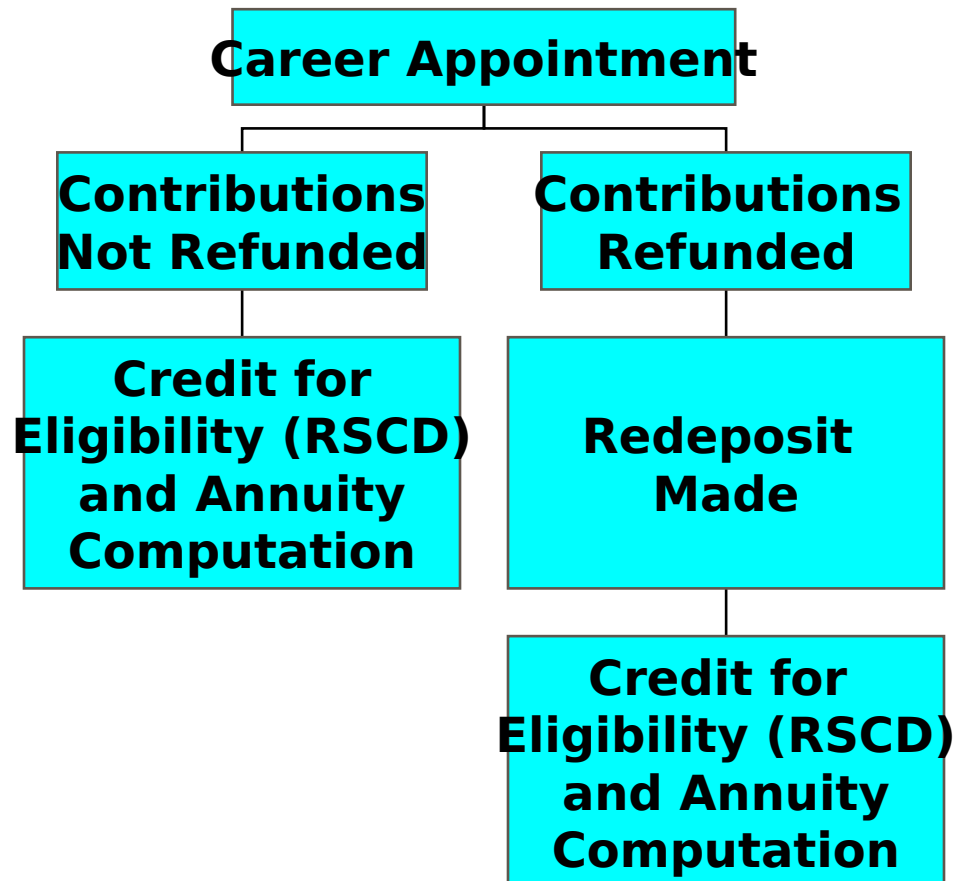 Career Appointment
Contributions
Not Refunded
Contributions
Refunded
Credit for
Eligibility (RSCD)
and Annuity
Computation
Redeposit
Made
Credit for
Eligibility (RSCD)
and Annuity
Computation